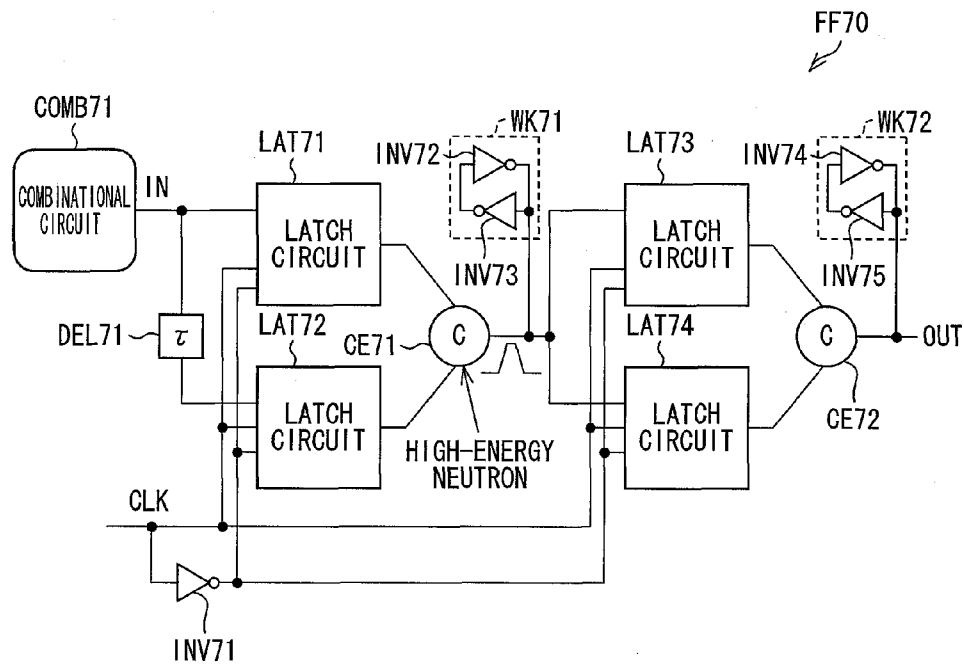 FF70
COMB71
COMBINATIONAL
CIRCUIT
IN
DEL71
τ
LAT71
LATCH
CIRCUIT
LAT72
LATCH
CIRCUIT
WK71
INV72
INV73
CE71
C
HIGH-ENERGY
NEUTRON
LAT73
LATCH
CIRCUIT
LAT74
LATCH
CIRCUIT
WK72
INV74
INV75
C
OUT
CE72
CLK
INV71